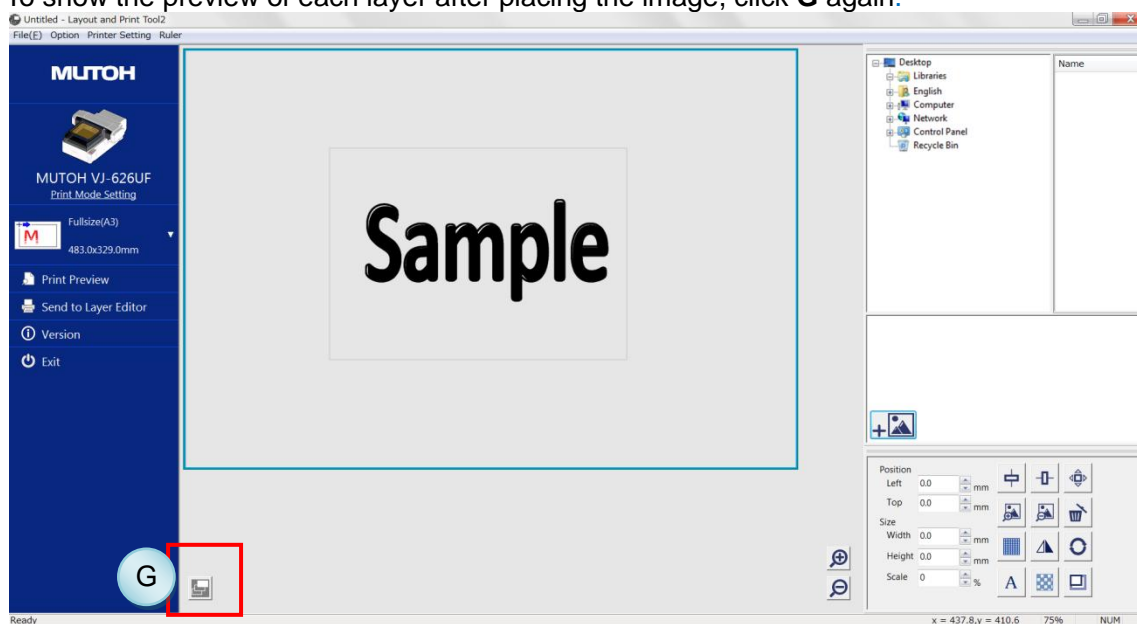 To show the preview of each layer after placing the image, click G again.
Untitled - Layout and Print Tool2
File(F) Option Printer Setting Ruler
MUTOH
MUTOH VJ-626UF
Print Mode Setting
M
Fullsize(A3)
483.0x329.0mm
Print Preview
Send to Layer Editor
Version
Exit
Sample
G
Desktop
Libraries
English
Computer
Network
Control Panel
Recycle Bin
Name
Position
Left 0.0 mm
Top 0.0 mm
Size
Width 0.0 mm
Height 0.0 mm
Scale 0 %
A
Ready
x = 437.8,y = 410.6 75% NUM